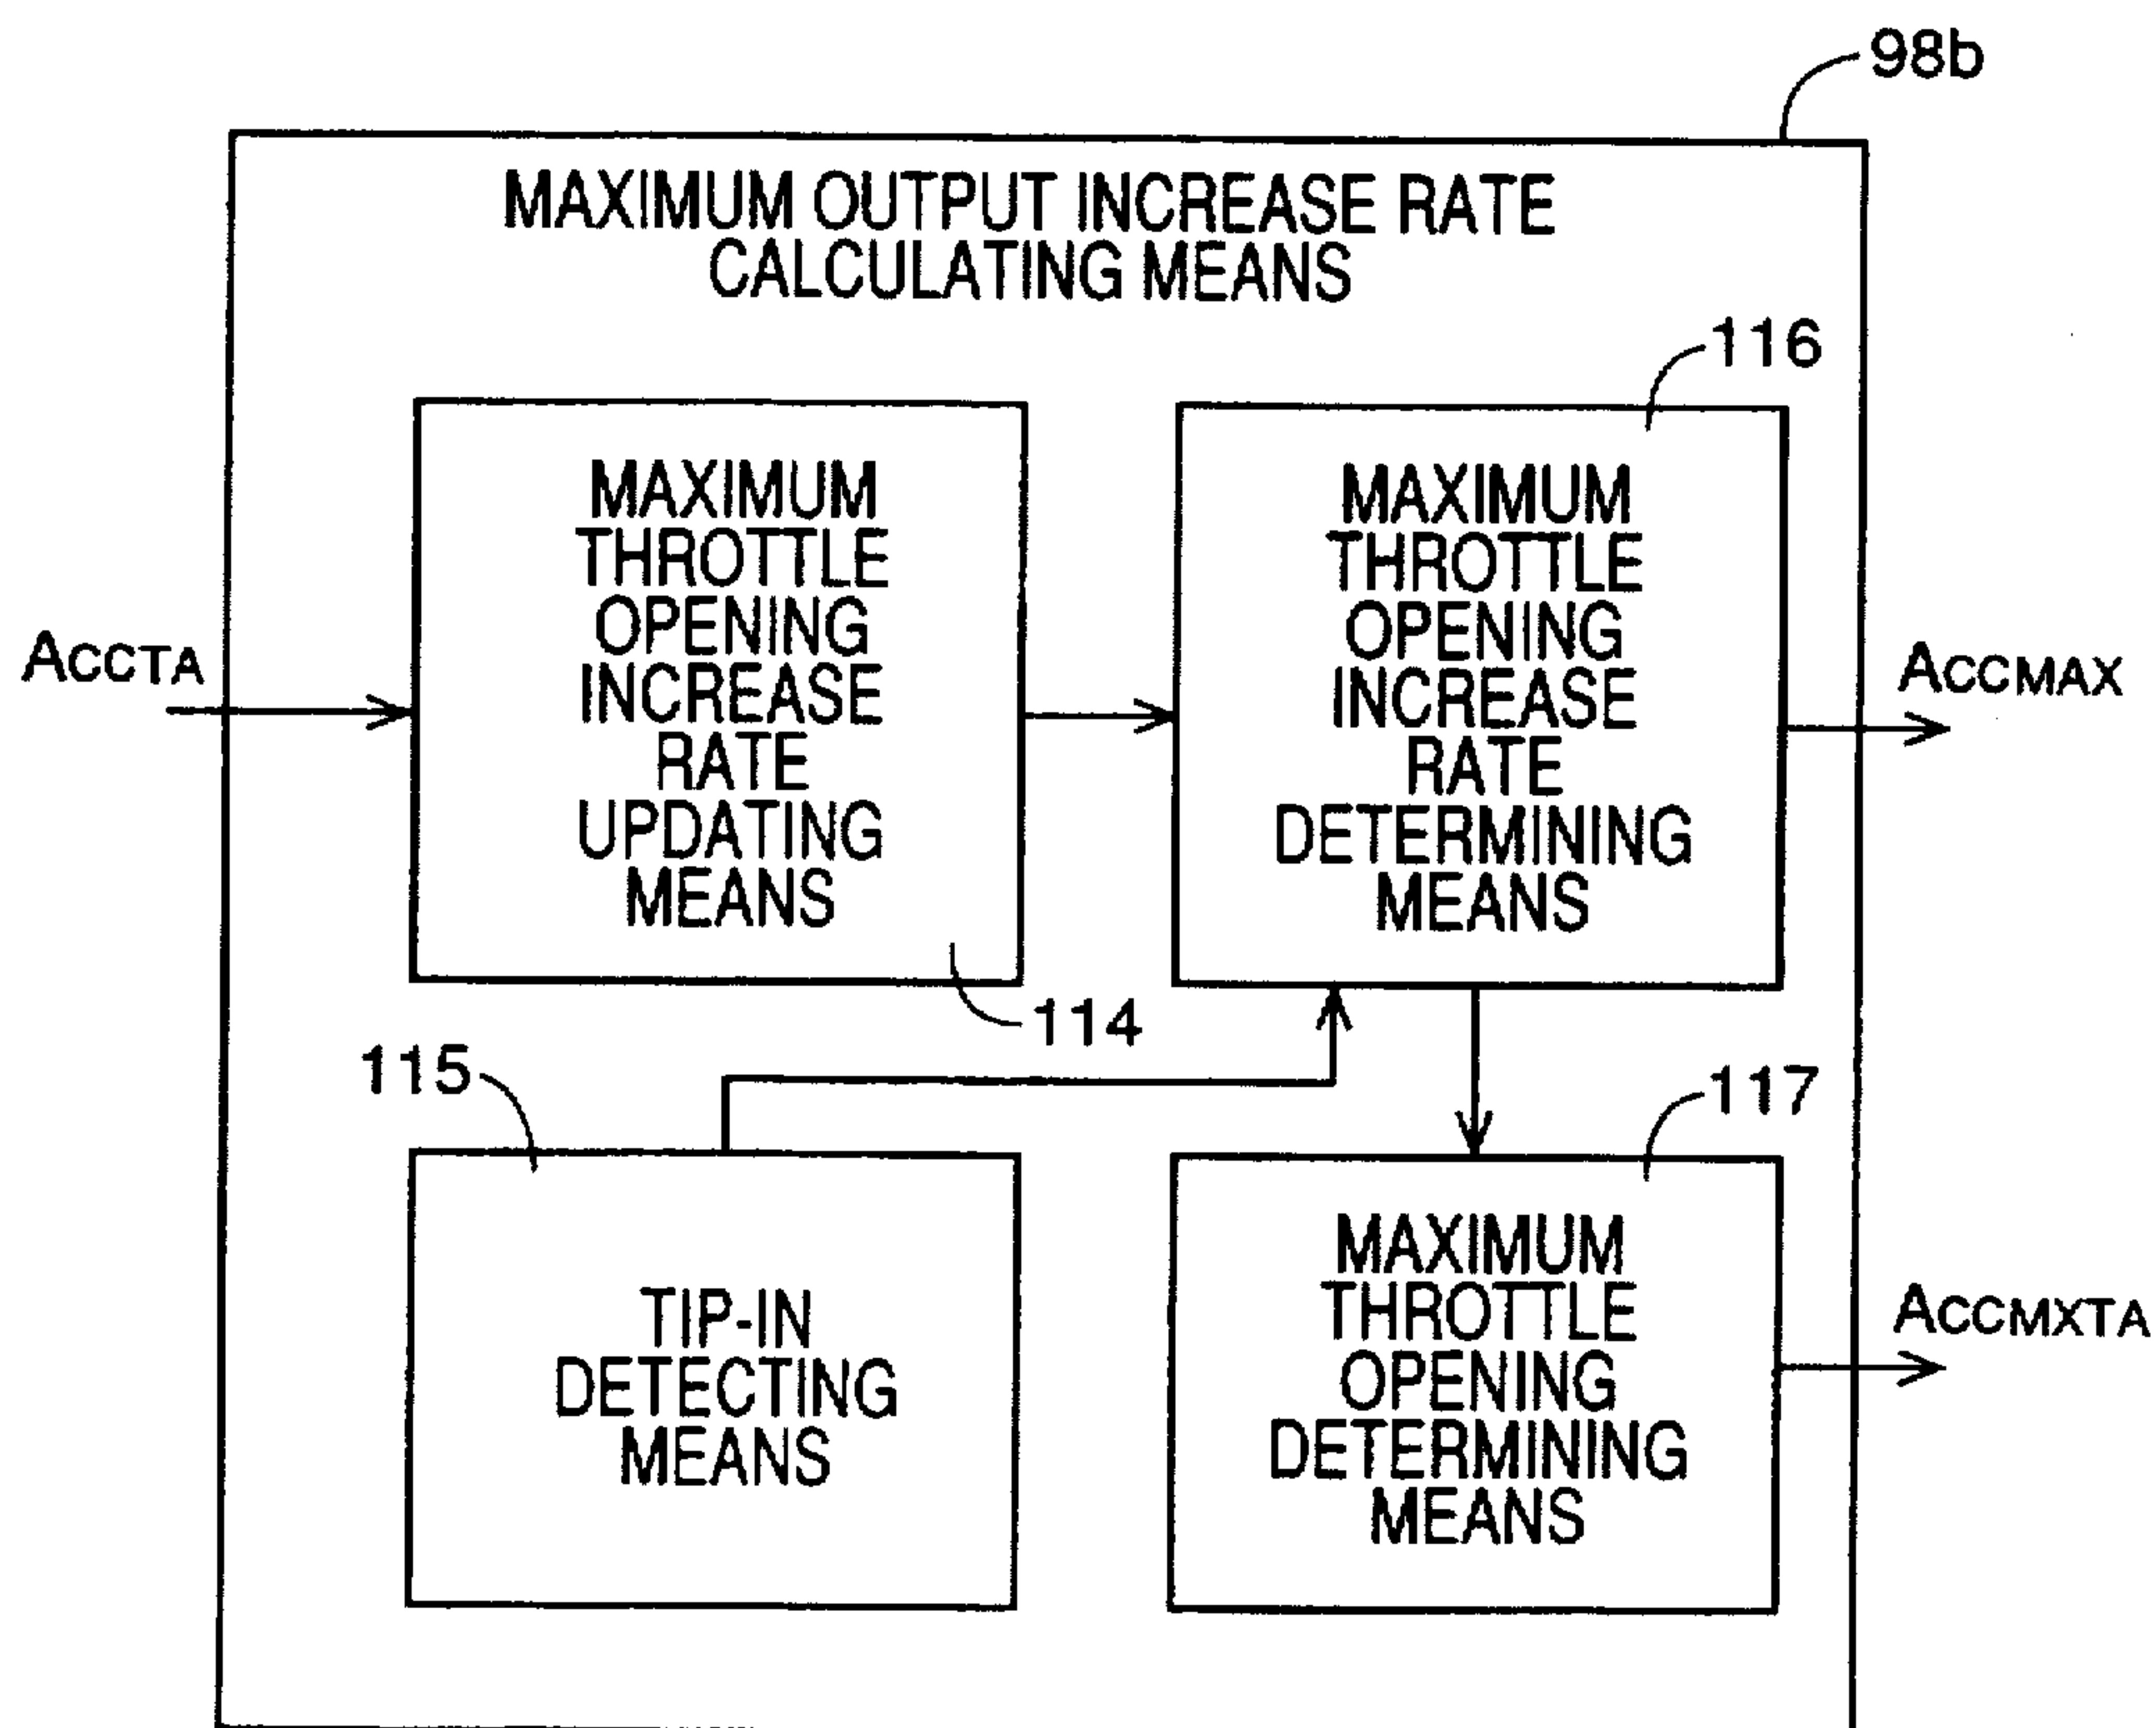 98b
MAXIMUM OUTPUT INCREASE RATE
CALCULATING MEANS
116
MAXIMUM
THROTTLE
OPENING
INCREASE
RATE
UPDATING
MEANS
MAXIMUM
THROTTLE
OPENING
INCREASE
RATE
DETERMINING
MEANS
ACCTA
ACCMAX
114
115
117
TIP-IN
DETECTING
MEANS
MAXIMUM
THROTTLE
OPENING
DETERMINING
MEANS
ACCMXTA